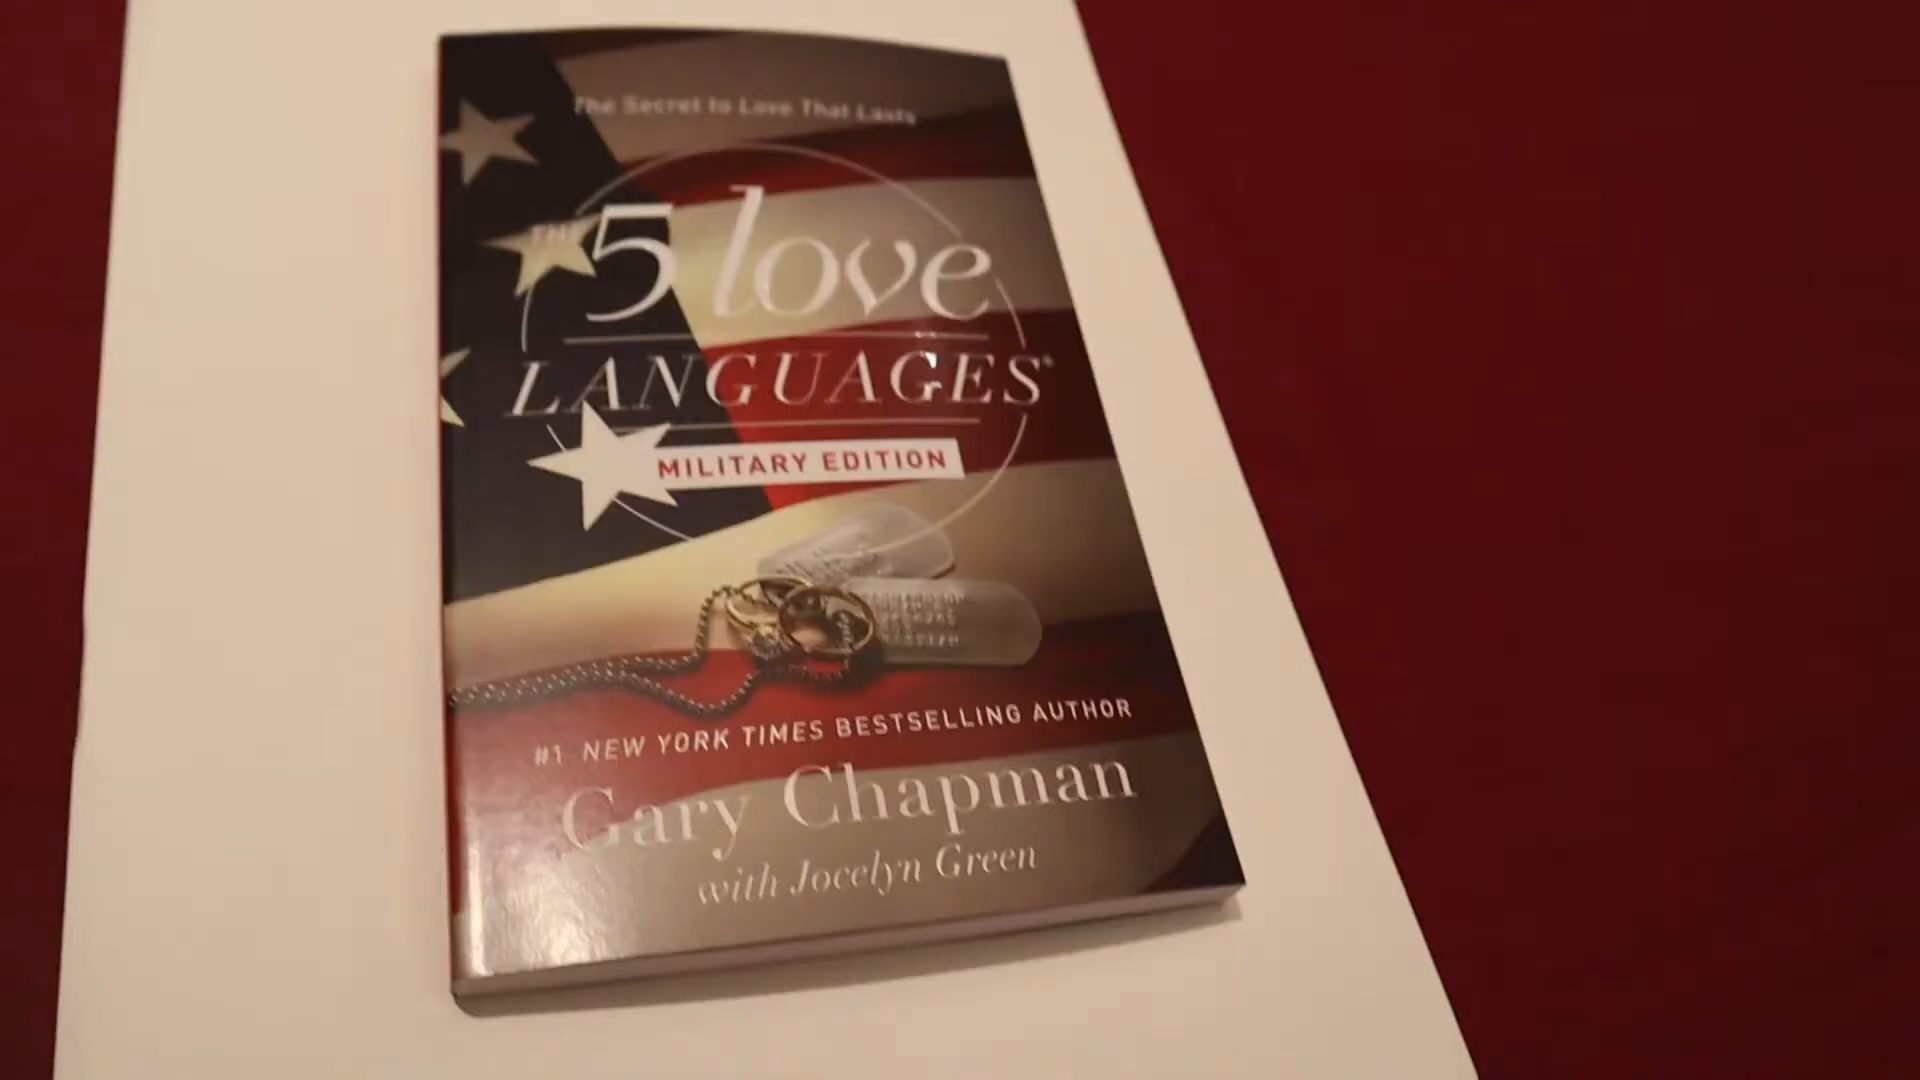 The Secret to Love That Lasts
THE 5 love
LANGUAGES®
MILITARY EDITION
#1 NEW YORK TIMES BESTSELLING AUTHOR
Gary Chapman
with Jocelyn Green